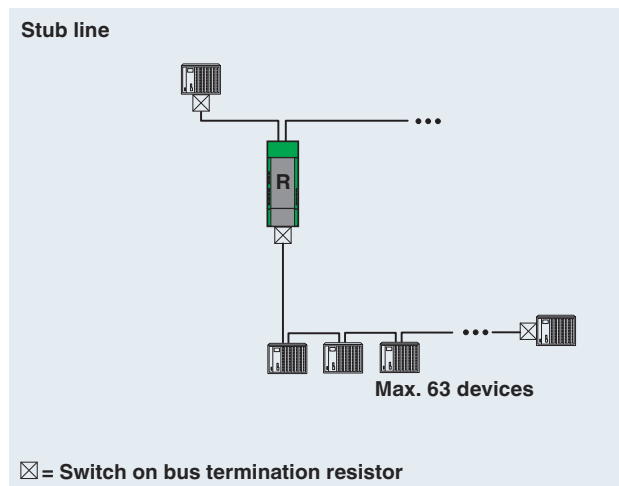 Stub line
R
Max. 63 devices
= Switch on bus termination resistor